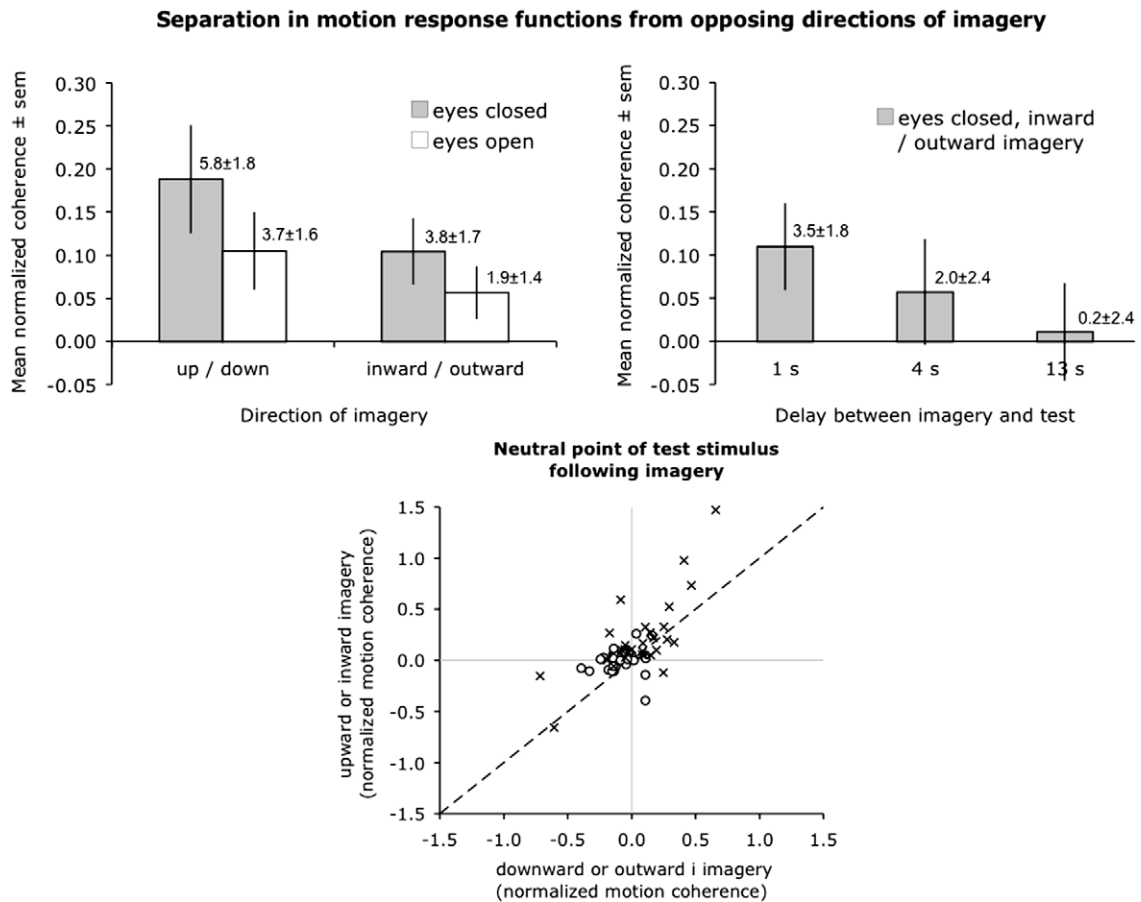 Separation in motion response functions from opposing directions of imagery
Mean normalized coherence ± sem
0.30
0.25
0.20
0.15
0.10
0.05
0.00
-0.05
eyes closed
eyes open
5.8±1.8
3.7±1.6
3.8±1.7
1.9±1.4
up / down
inward / outward
Direction of imagery
Mean normalized coherence ± sem
0.30
0.25
0.20
0.15
0.10
0.05
0.00
-0.05
eyes closed, inward
/ outward imagery
3.5±1.8
2.0±2.4
0.2±2.4
1 s
4 s
13 s
Delay between imagery and test
Neutral point of test stimulus
following imagery
upward or inward imagery
(normalized motion coherence)
1.5
1.0
0.5
0.0
-0.5
-1.0
-1.5
-1.5
-1.0
-0.5
0.0
0.5
1.0
1.5
downward or outward i imagery
(normalized motion coherence)